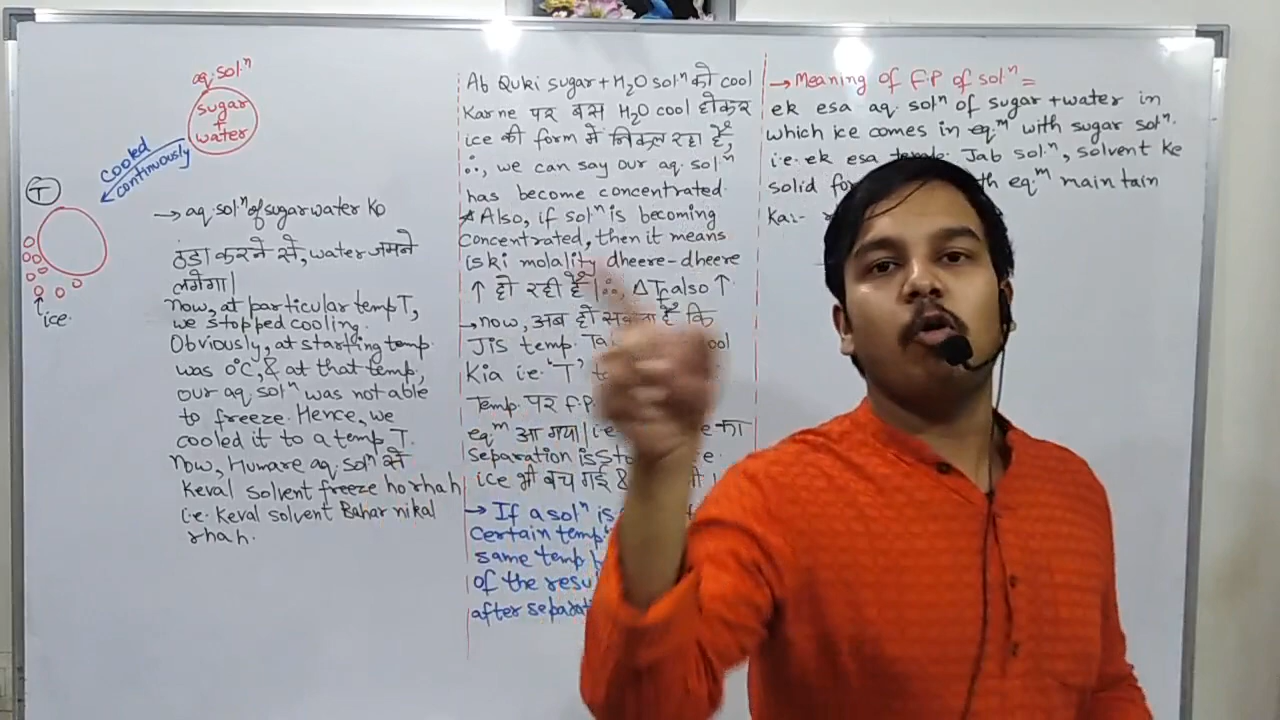 aq. solⁿ
sugar
+
water
cooled
continuously
T
ice.
→ aq. solⁿ of sugar water ko
ठंडा करने से, water जमने
लगेगा।
Now, at particular temp T,
we stopped cooling.
Obviously, at starting temp.
was 0°C, & at that temp,
our aq. solⁿ was not able
to freeze. Hence, we
cooled it to a temp T.
Now, Humare aq. solⁿ से
Keval solvent freeze ho rhah
i.e. Keval solvent Bahar nikal
rhah.
Ab Quki sugar + H₂O solⁿ को cool
Karne पर बस H₂O cool होकर
ice की form में निकल रहा है,
∴, we can say our aq. solⁿ
has become concentrated.
* Also, if solⁿ is becoming
concentrated, then it means
iski molality dheere-dheere
↑ हो रही है। ∴, ΔTf also ↑
→ now, अब हो सकता है कि
Jis temp. Ta ool
Kia i.e. 'T' t
Temp. पर F.P.
eqᵐ आ गया। i.e का
separation is sto e.
ice भी बच गई &
→ If a solⁿ is
certain temp.
same temp
of the resu
after separat
→ Meaning of F.P of solⁿ =
ek esa aq. solⁿ of sugar + water in
which ice comes in eqᵐ with sugar solⁿ.
i.e. ek esa temp. Jab solⁿ, solvent ke
solid fo th eqᵐ maintain
Ka:-